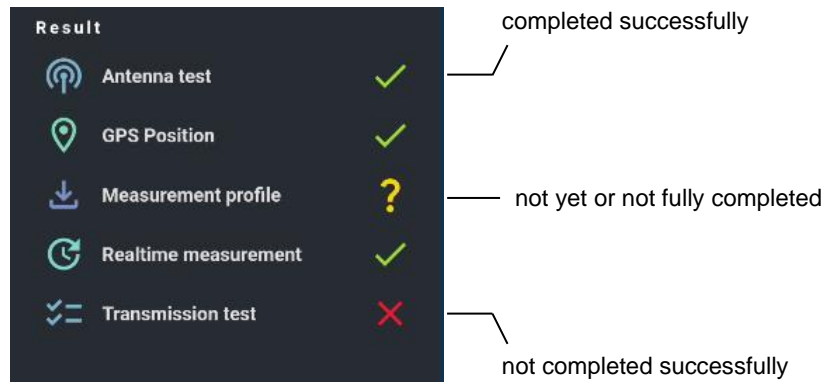 Result
completed successfully
Antenna test
GPS Position
Measurement profile
?
not yet or not fully completed
Realtime measurement
Transmission test
not completed successfully